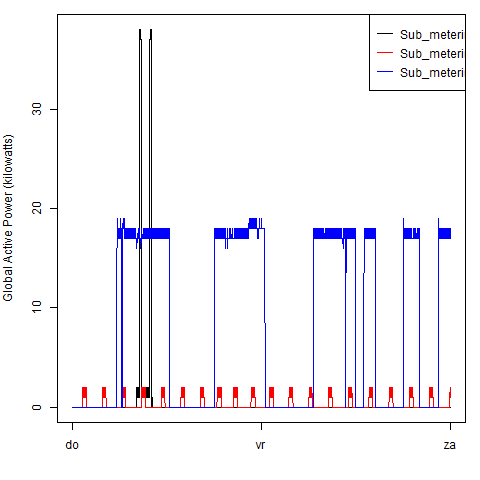 Sub_meteri
Sub_meteri
Sub_meteri
Global Active Power (kilowatts)
30
20
10
0
do vr za